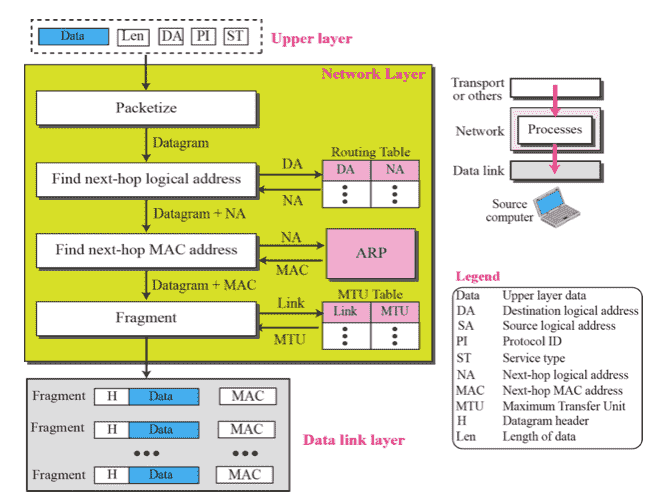 Data Len DA PI ST Upper layer
Network Layer
Packetize
Datagram
Find next-hop logical address
DA
NA
Routing Table
DA NA
Datagram + NA
Find next-hop MAC address
NA
MAC
ARP
Datagram + MAC
Fragment
Link
MTU
MTU Table
Link MTU
Fragment H Data MAC
Fragment H Data MAC
Fragment H Data MAC
Data link layer
Transport
or others
Network
Processes
Data link
Source
computer
Legend
Data Upper layer data
DA Destination logical address
SA Source logical address
PI Protocol ID
ST Service type
NA Next-hop logical address
MAC Next-hop MAC address
MTU Maximum Transfer Unit
H Datagram header
Len Length of data